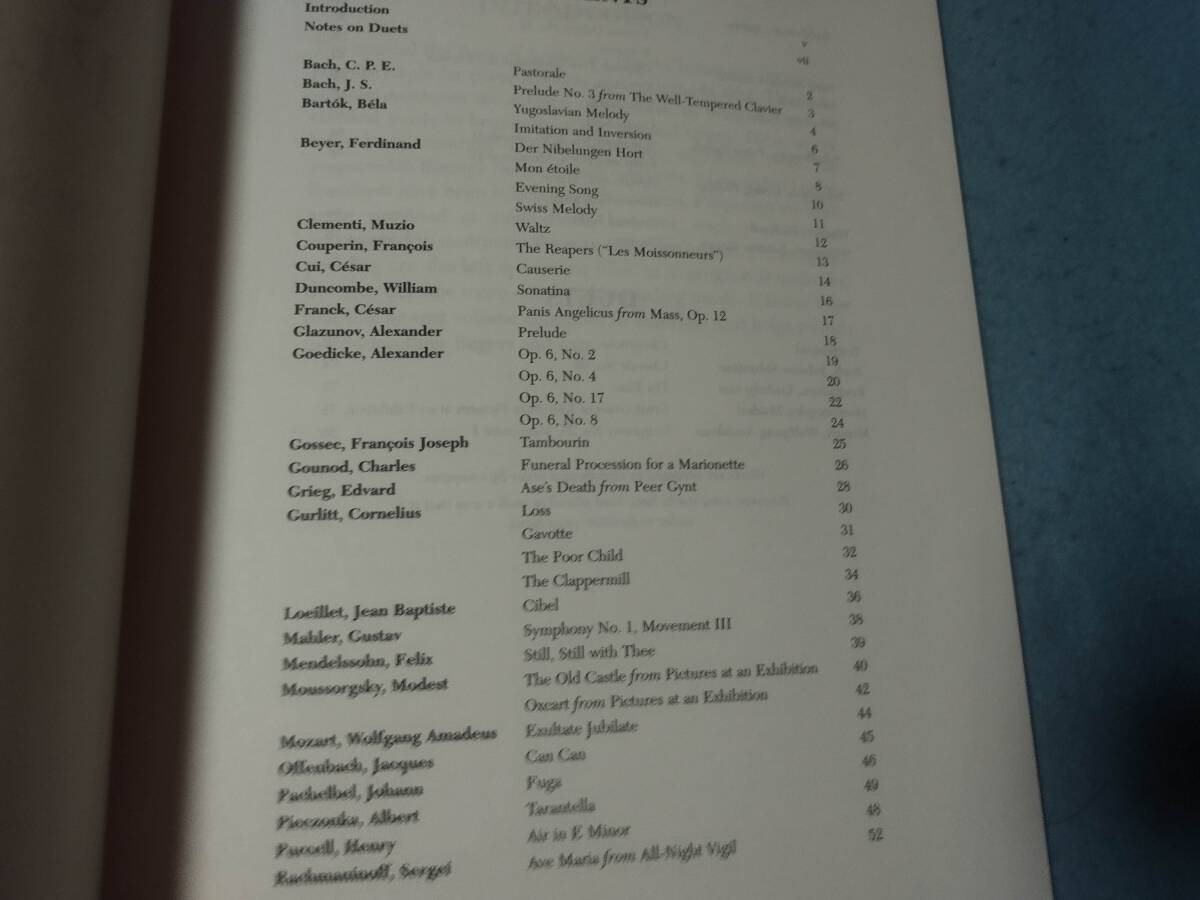 Introduction v
Notes on Duets vii
Bach, C. P. E. Pastorale 2
Bach, J. S. Prelude No. 3 from The Well-Tempered Clavier 3
Bartók, Béla Yugoslavian Melody 4
Imitation and Inversion 6
Beyer, Ferdinand Der Nibelungen Hort 7
Mon étoile 8
Evening Song 10
Swiss Melody 11
Clementi, Muzio Waltz 12
Couperin, François The Reapers ("Les Moissonneurs") 13
Cui, César Causerie 14
Duncombe, William Sonatina 16
Franck, César Panis Angelicus from Mass, Op. 12 17
Glazunov, Alexander Prelude 18
Goedicke, Alexander Op. 6, No. 2 19
Op. 6, No. 4 20
Op. 6, No. 17 22
Op. 6, No. 8 24
Gossec, François Joseph Tambourin 25
Gounod, Charles Funeral Procession for a Marionette 26
Grieg, Edvard Ase's Death from Peer Gynt 28
Gurlitt, Cornelius Loss 30
Gavotte 31
The Poor Child 32
The Clappermill 34
Loeillet, Jean Baptiste Cibel 36
Mahler, Gustav Symphony No. 1, Movement III 38
Mendelssohn, Felix Still, Still with Thee 39
Moussorgsky, Modest The Old Castle from Pictures at an Exhibition 40
Oxcart from Pictures at an Exhibition 42
Mozart, Wolfgang Amadeus Exultate Jubilate 44
Offenbach, Jacques Can Can 45
Pachelbel, Johann Fuga 46
Pieczonka, Albert Tarantella 49
Purcell, Henry Air in E Minor 48
Rachmaninoff, Sergei Ave Maria from All-Night Vigil 52